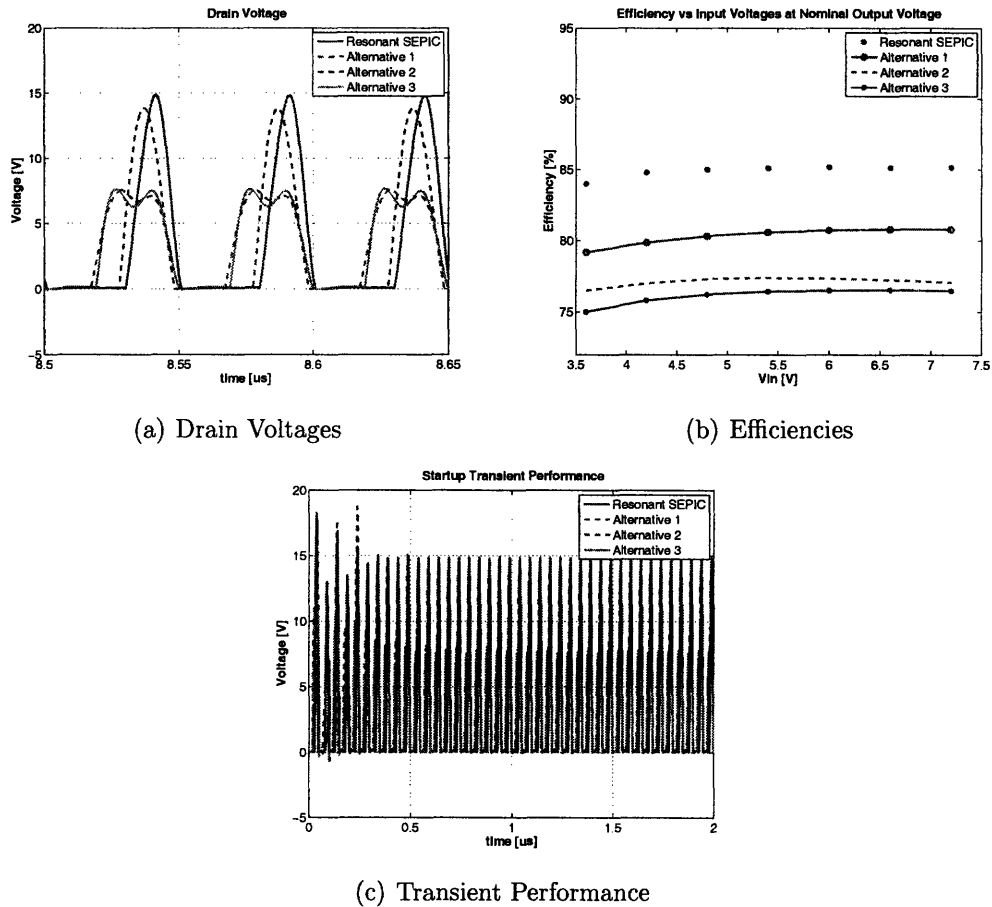 Drain Voltage
20
15
10
5
0
−5
Voltage [V]
8.5
8.55
8.6
8.65
time [us]
Resonant SEPIC
Alternative 1
Alternative 2
Alternative 3
(a) Drain Voltages
Efficiency vs Input Voltages at Nominal Output Voltage
95
90
85
80
75
Efficiency [%]
3.5
4
4.5
5
5.5
6
6.5
7
7.5
Vin [V]
Resonant SEPIC
Alternative 1
Alternative 2
Alternative 3
(b) Efficiencies
Startup Transient Performance
20
15
10
5
0
−5
Voltage [V]
0
0.5
1
1.5
2
time [us]
Resonant SEPIC
Alternative 1
Alternative 2
Alternative 3
(c) Transient Performance